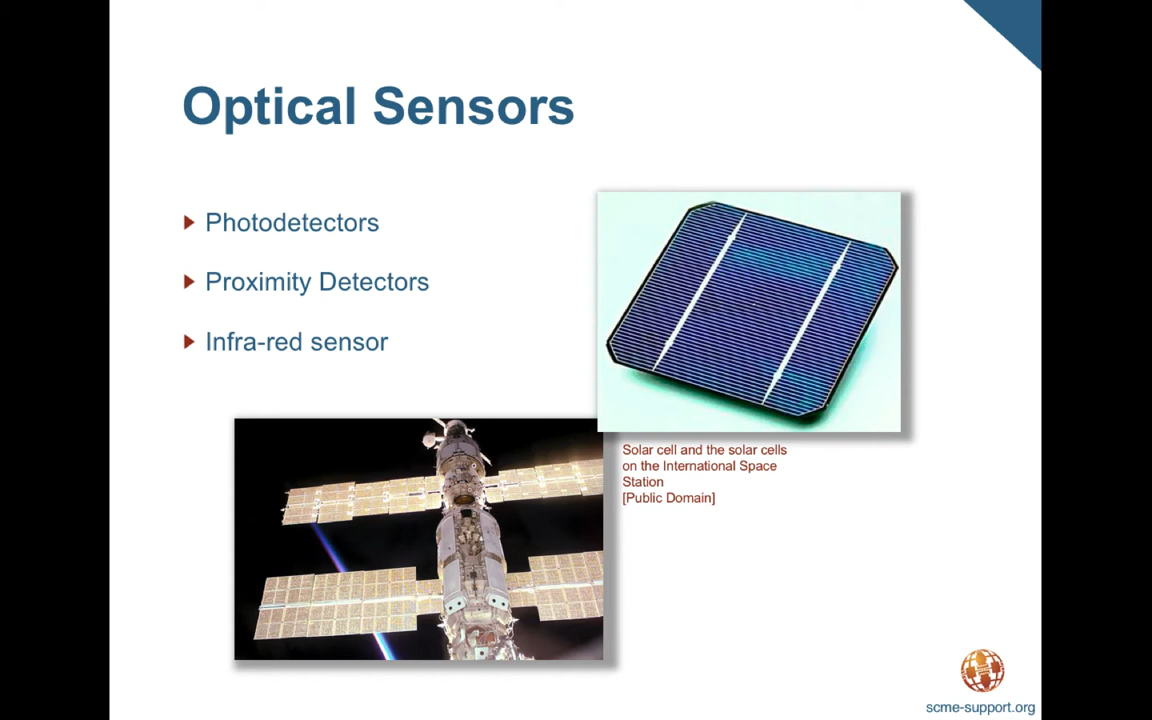 Optical Sensors
Photodetectors
Proximity Detectors
Infra-red sensor
Solar cell and the solar cells
on the International Space
Station
[Public Domain]
scme-support.org